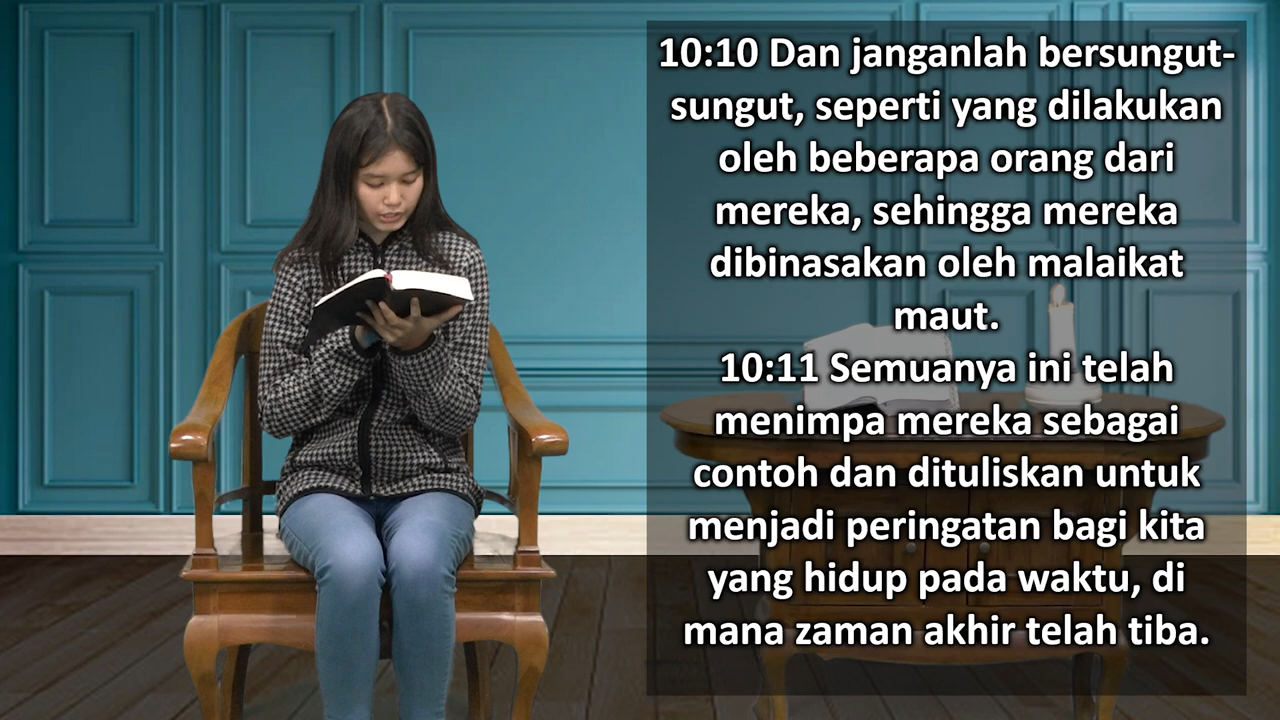 10:10 Dan janganlah bersungut-
sungut, seperti yang dilakukan
oleh beberapa orang dari
mereka, sehingga mereka
dibinasakan oleh malaikat
maut.
10:11 Semuanya ini telah
menimpa mereka sebagai
contoh dan dituliskan untuk
menjadi peringatan bagi kita
yang hidup pada waktu, di
mana zaman akhir telah tiba.